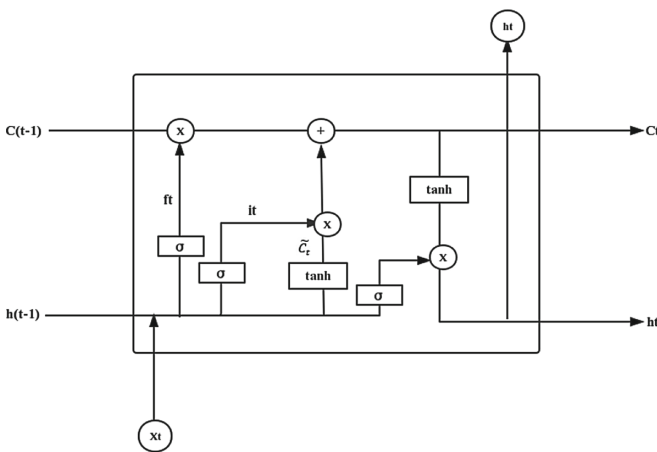 ht
C(t-1)
x
+
Ct
ft
it
tanh
x
C̃t
σ
σ
tanh
x
σ
h(t-1)
ht
Xt